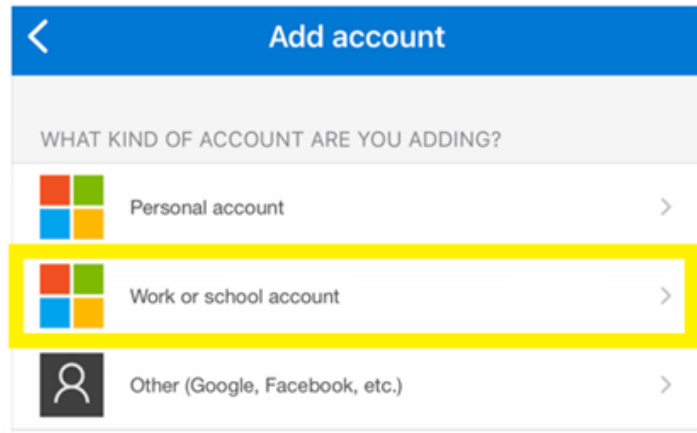 Add account
WHAT KIND OF ACCOUNT ARE YOU ADDING?
Personal account
Work or school account
Other (Google, Facebook, etc.)